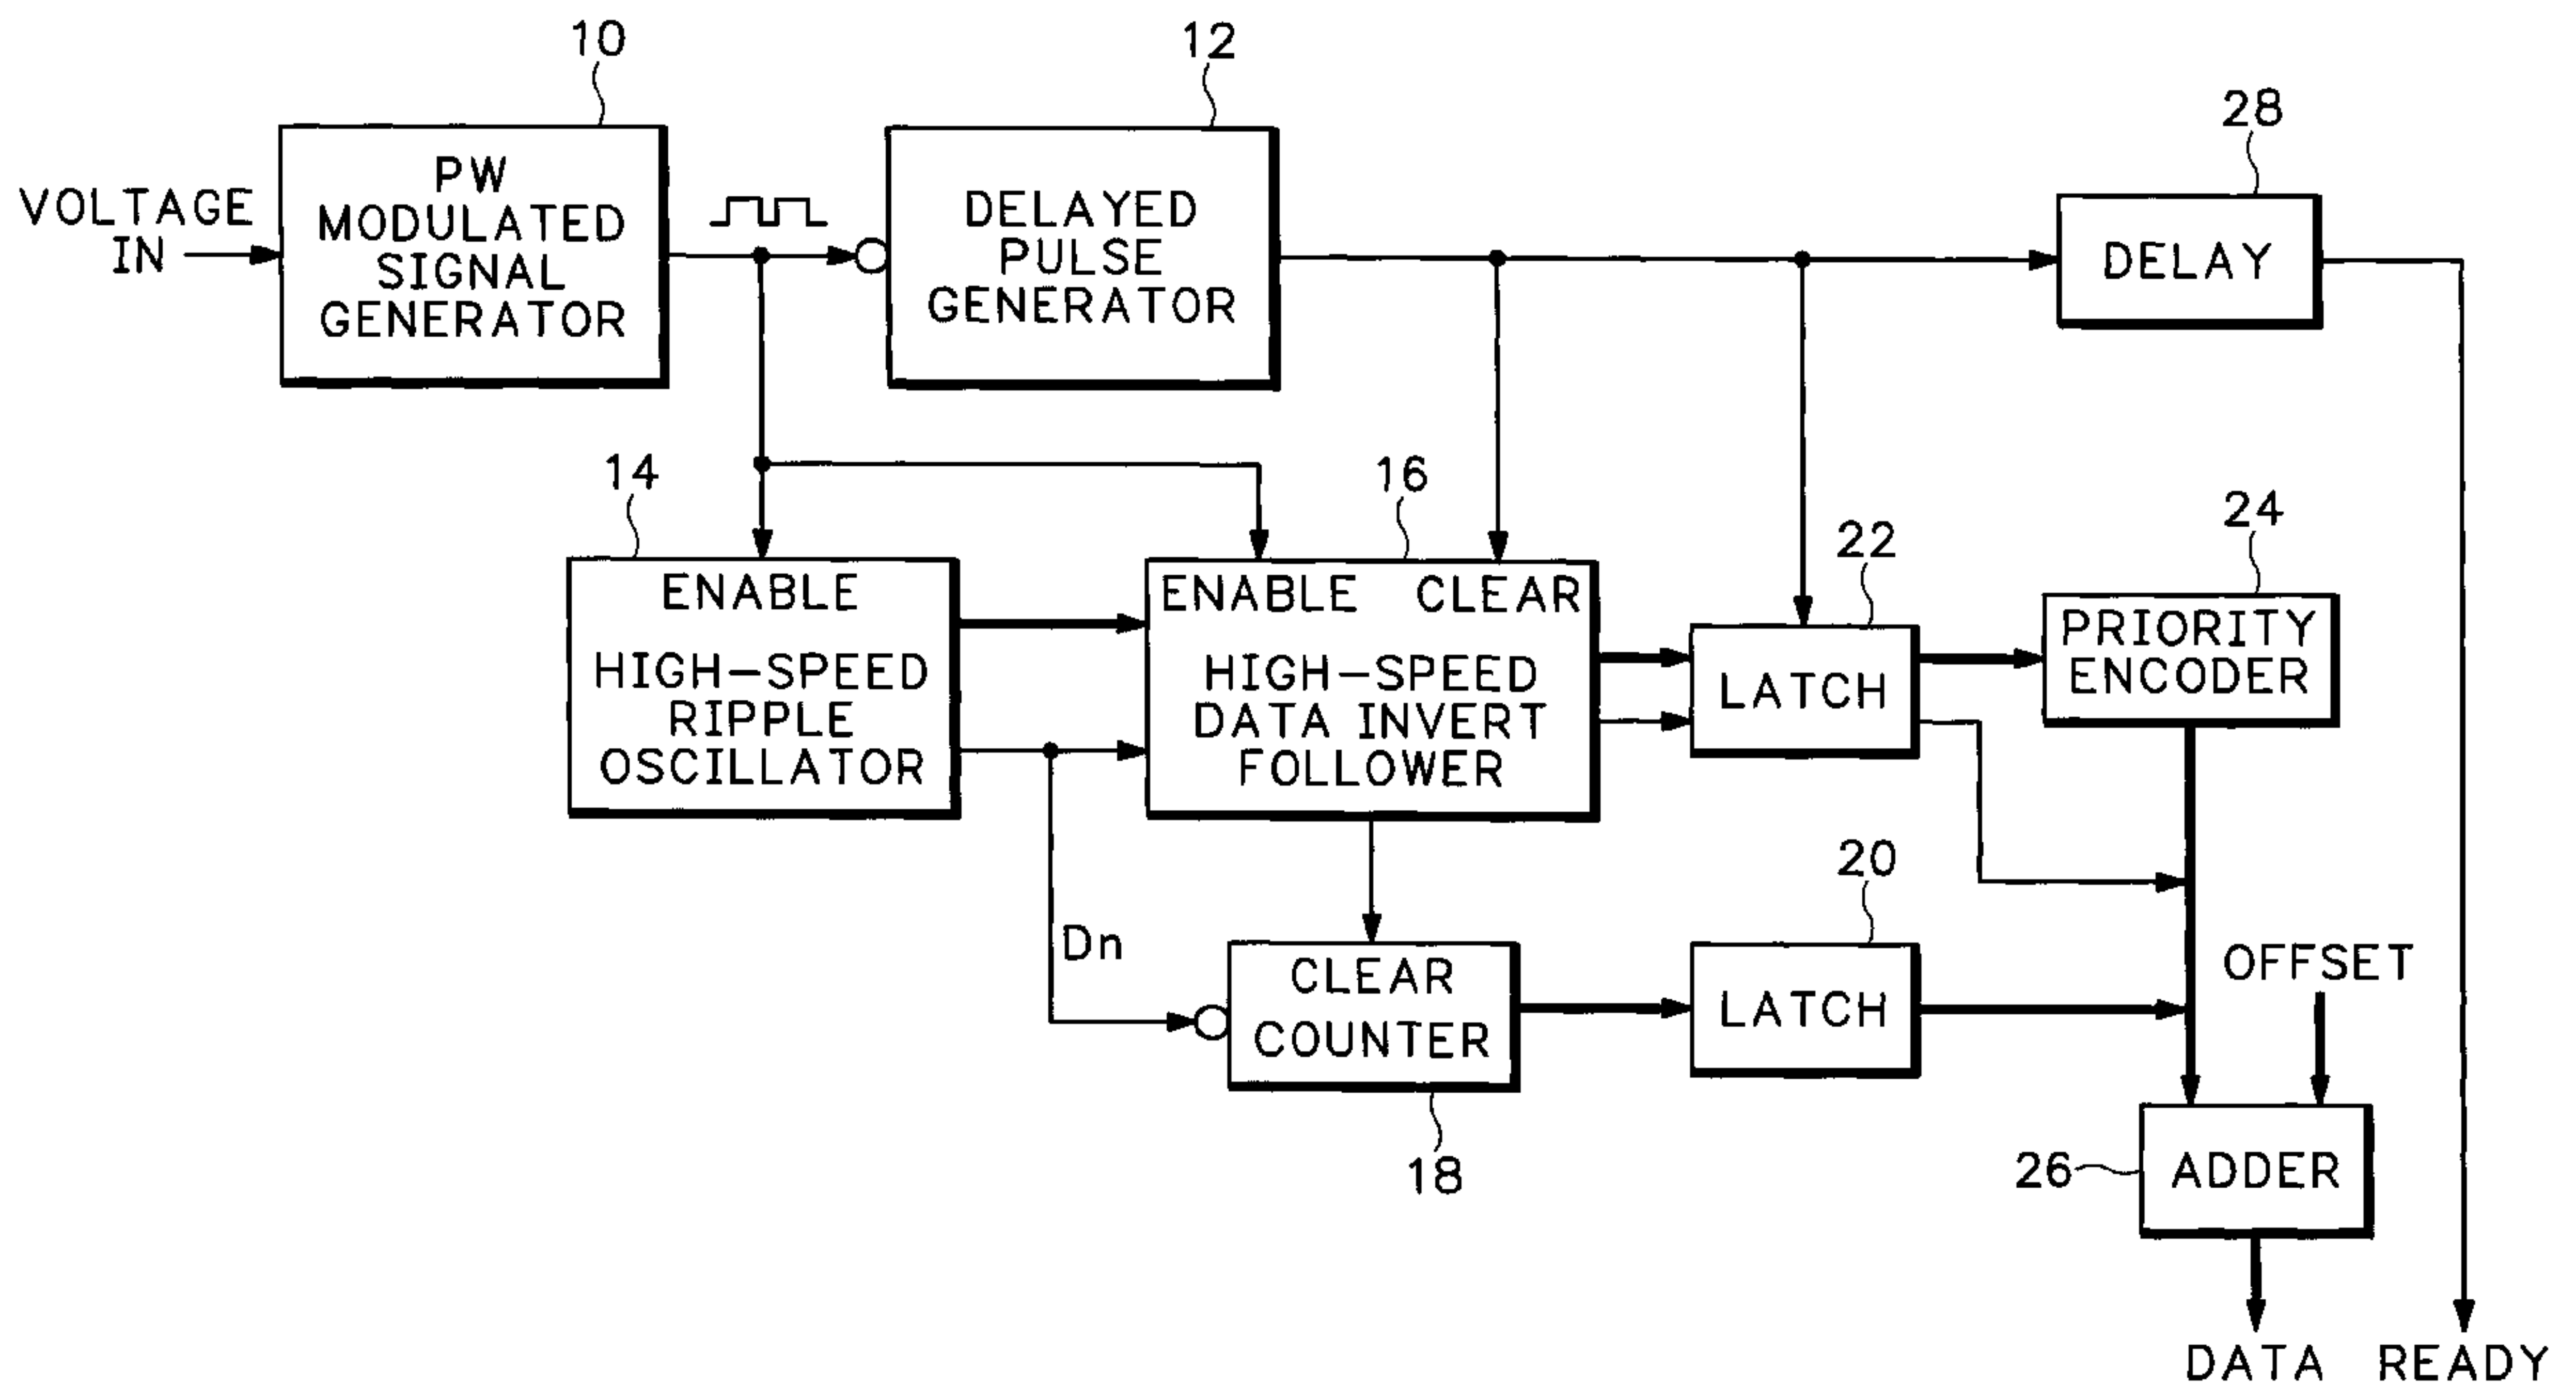 10
12
28
VOLTAGE
IN
PW
MODULATED
SIGNAL
GENERATOR
DELAYED
PULSE
GENERATOR
DELAY
14
16
22
24
ENABLE
HIGH-SPEED
RIPPLE
OSCILLATOR
ENABLE CLEAR
HIGH-SPEED
DATA INVERT
FOLLOWER
LATCH
PRIORITY
ENCODER
20
Dn
CLEAR
COUNTER
LATCH
OFFSET
18
26
ADDER
DATA
READY